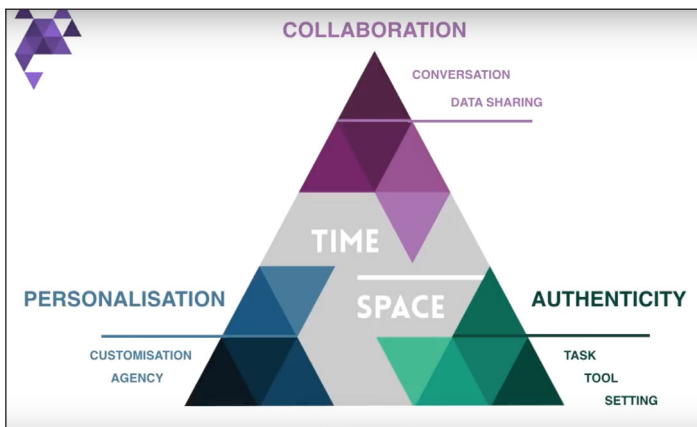 COLLABORATION
CONVERSATION
DATA SHARING
TIME
SPACE
PERSONALISATION
CUSTOMISATION
AGENCY
AUTHENTICITY
TASK
TOOL
SETTING